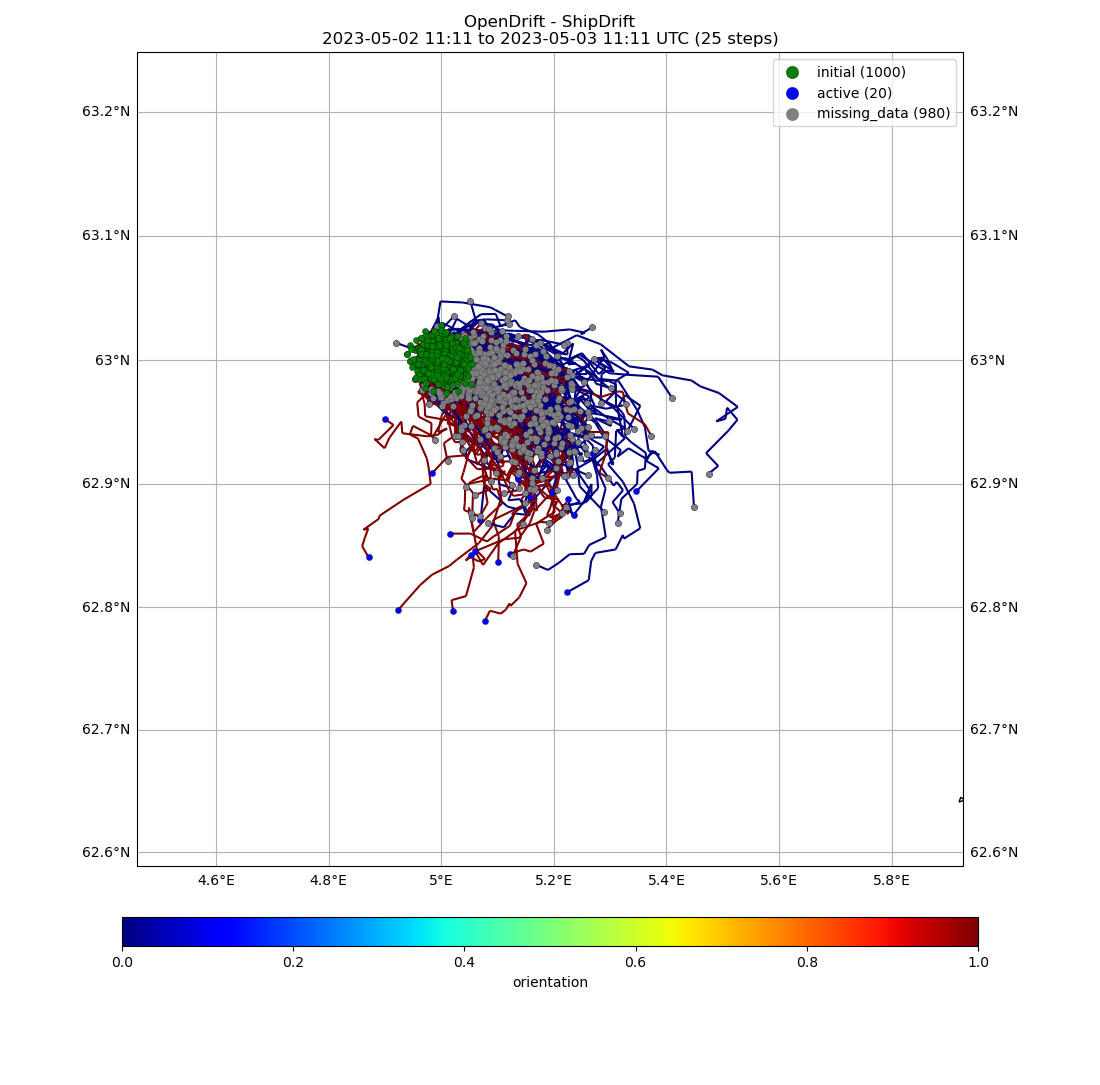 OpenDrift - ShipDrift
2023-05-02 11:11 to 2023-05-03 11:11 UTC (25 steps)
initial (1000)
active (20)
missing_data (980)
63.2°N 63.2°N
63.1°N 63.1°N
63°N 63°N
62.9°N 62.9°N
62.8°N 62.8°N
62.7°N 62.7°N
62.6°N 62.6°N
4.6°E 4.8°E 5°E 5.2°E 5.4°E 5.6°E 5.8°E
0.0 0.2 0.4 0.6 0.8 1.0
orientation